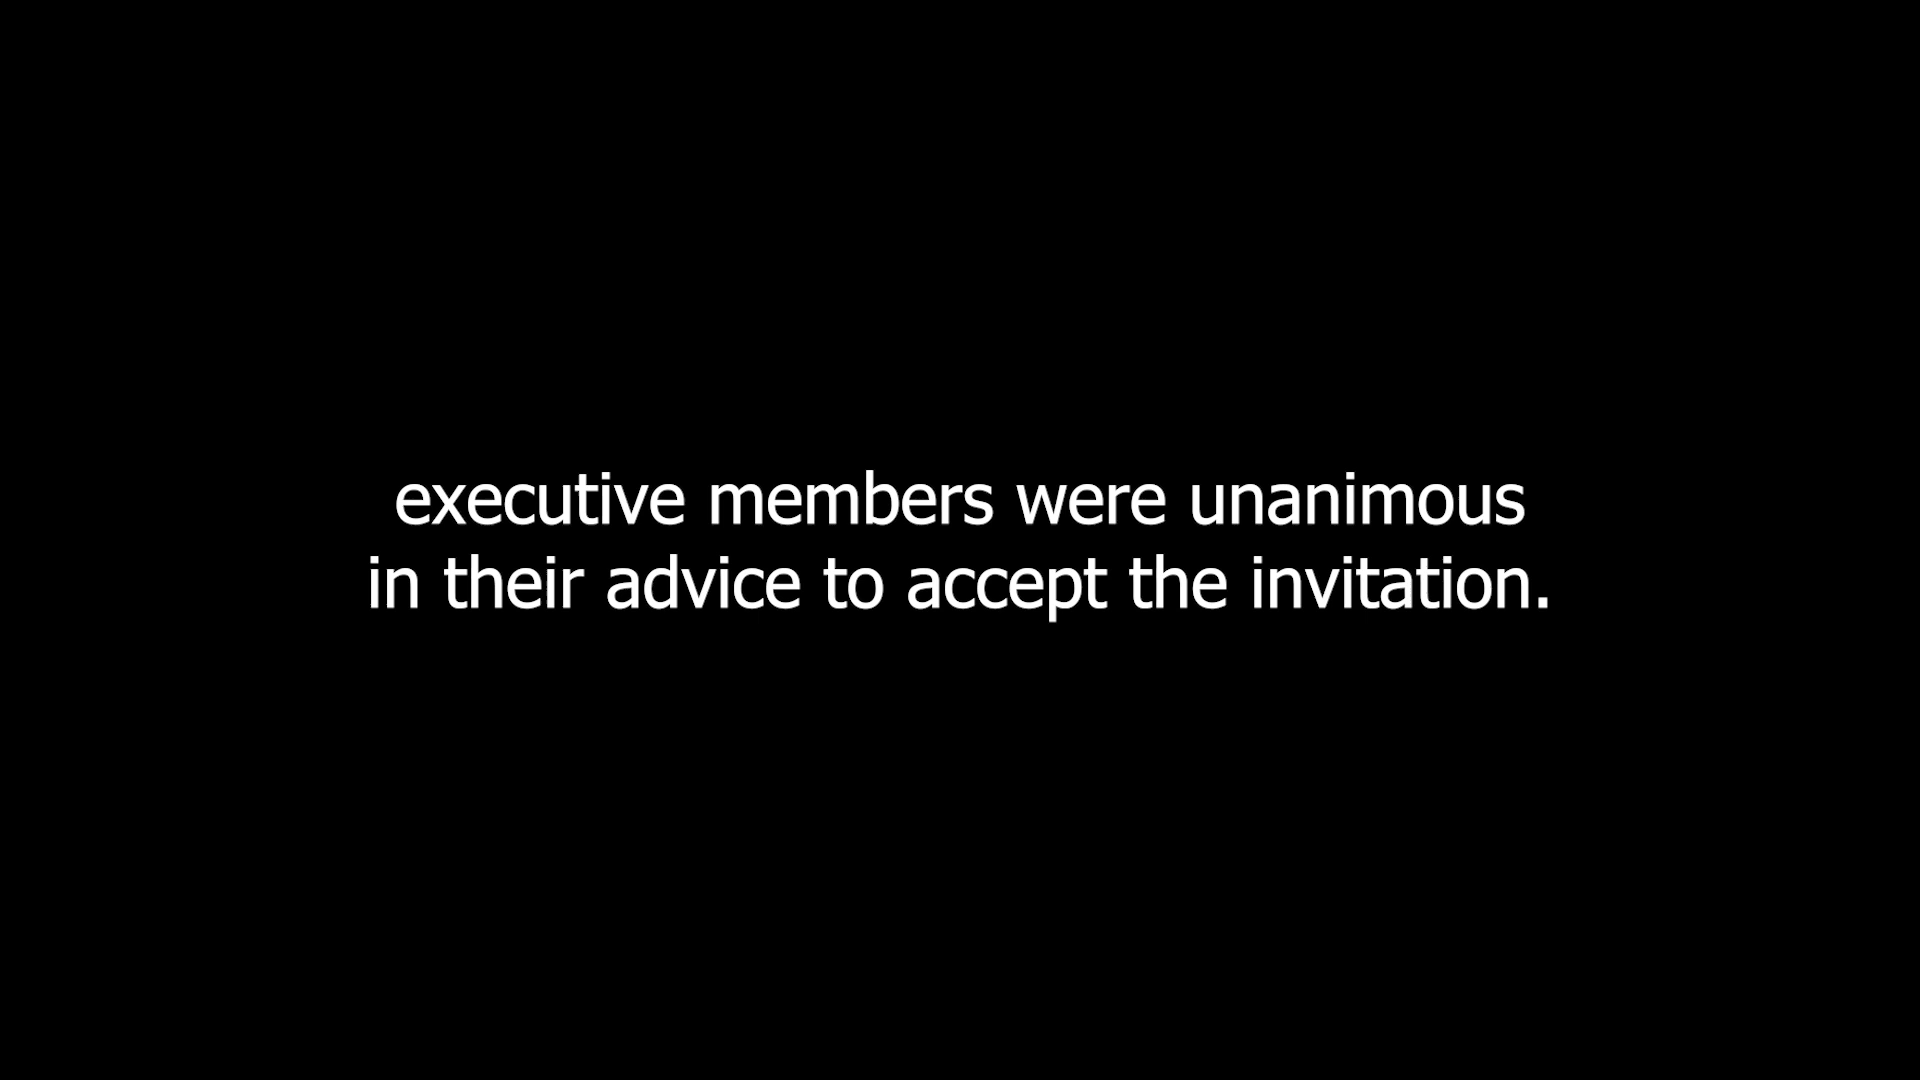 executive members were unanimous
in their advice to accept the invitation.